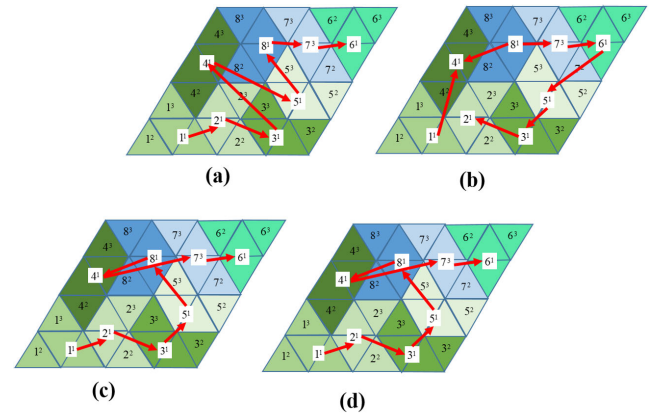 8³ 7³ 6² 6³
4³
8¹ 7³ 6¹
4¹ 8² 5³ 7²
4² 2³ 5¹ 5²
1³ 3³
1¹ 2¹ 3¹
1² 2² 3²
(a)
8³ 7³ 6² 6³
4³
4¹ 8¹ 7³ 6¹
8² 5³ 7²
4² 2³ 5¹ 5²
1³ 3³
1¹ 2¹ 3¹
1² 2² 3²
(b)
8³ 7³ 6² 6³
4³
8¹ 7³ 6¹
4¹ 8² 5³ 7²
4² 2³ 5¹ 5²
1³ 3³
1¹ 2¹ 3¹
1² 2² 3²
(c)
8³ 7³ 6² 6³
4³
8¹ 7³ 6¹
4¹ 8² 5³ 7²
4² 2³ 5¹ 5²
1³ 3³
1¹ 2¹ 3¹
1² 2² 3²
(d)